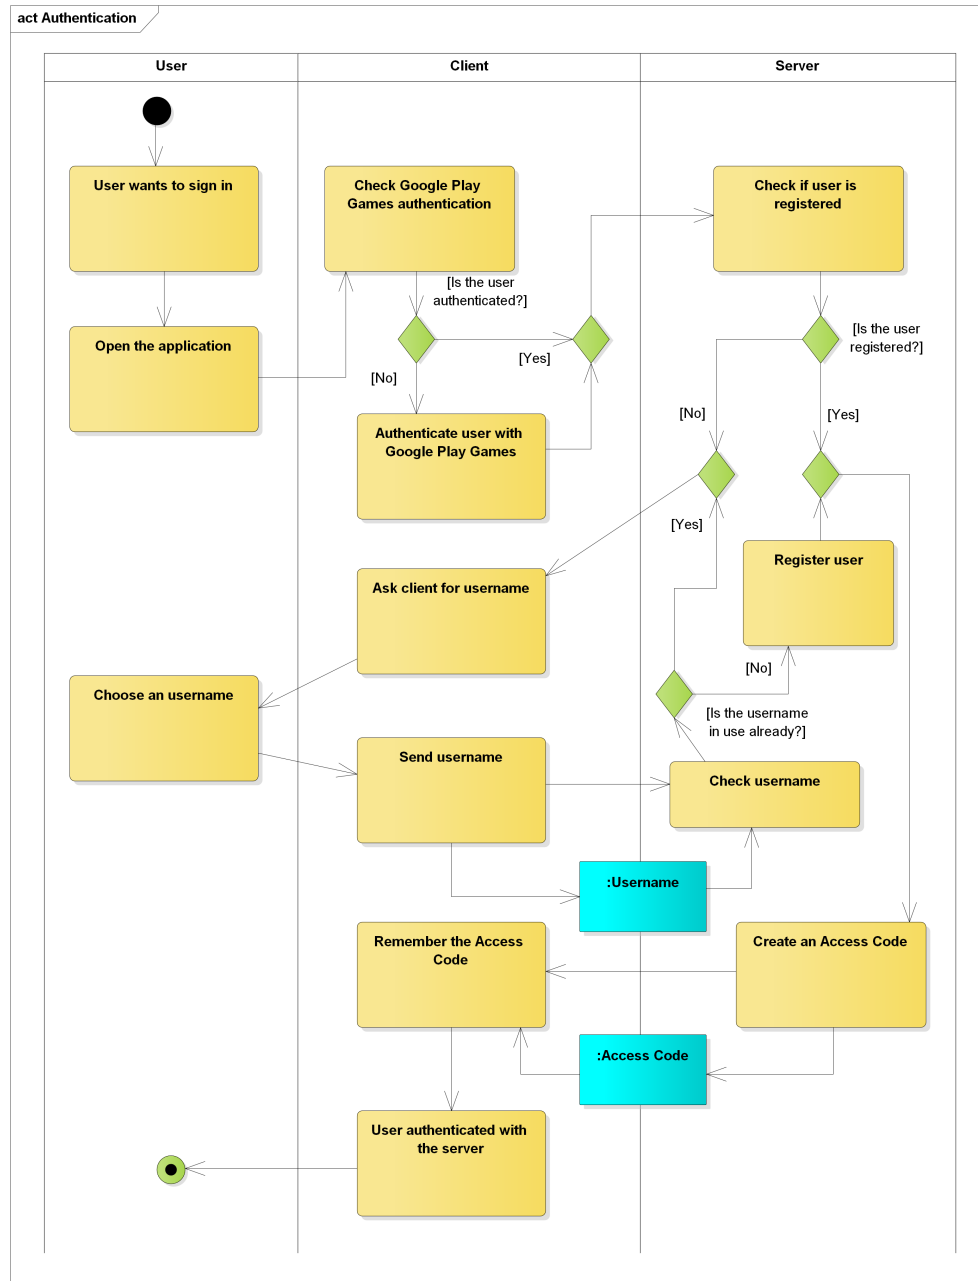 act Authentication
User
Client
Server
User wants to sign in
Check Google Play
Games authentication
Check if user is
registered
[Is the user
authenticated?]
Open the application
[Is the user
registered?]
[Yes]
[No]
[No]
[Yes]
Authenticate user with
Google Play Games
[Yes]
Register user
Ask client for username
[No]
Choose an username
[Is the username
in use already?]
Send username
Check username
:Username
Remember the Access
Code
Create an Access Code
:Access Code
User authenticated with
the server